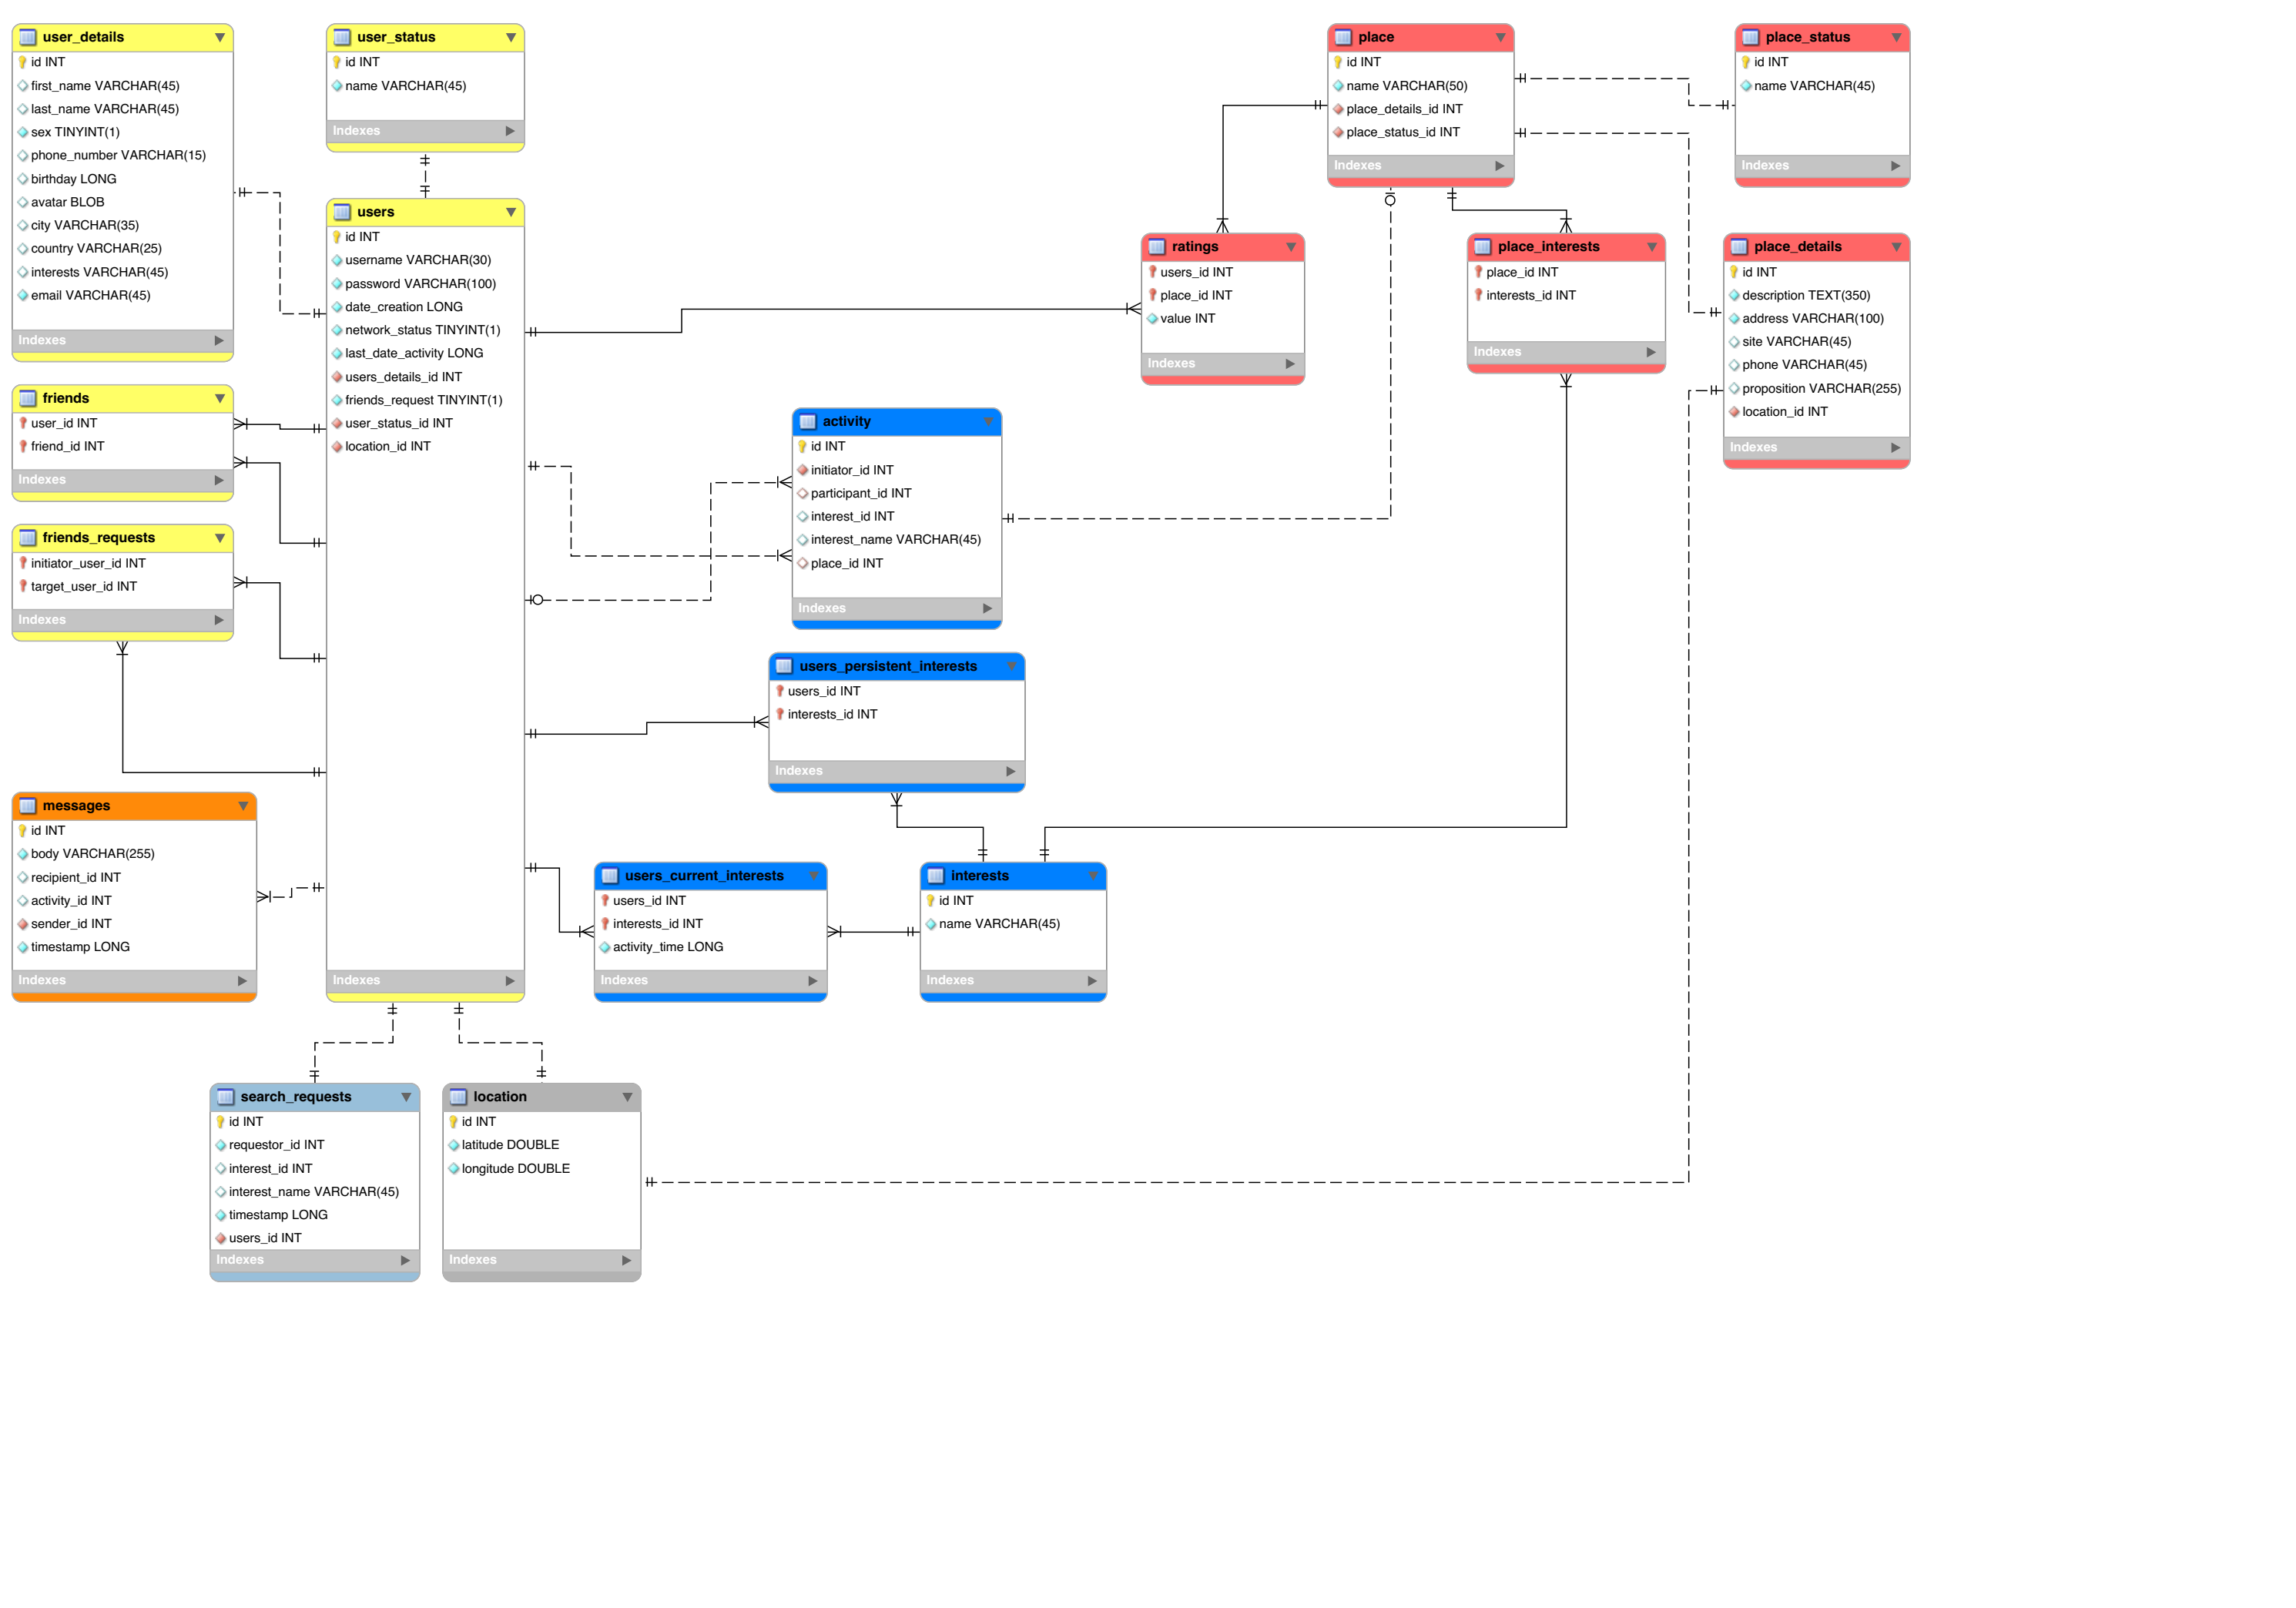 user_details
id INT
first_name VARCHAR(45)
last_name VARCHAR(45)
sex TINYINT(1)
phone_number VARCHAR(15)
birthday LONG
avatar BLOB
city VARCHAR(35)
country VARCHAR(25)
interests VARCHAR(45)
email VARCHAR(45)
Indexes
user_status
id INT
name VARCHAR(45)
Indexes
users
id INT
username VARCHAR(30)
password VARCHAR(100)
date_creation LONG
network_status TINYINT(1)
last_date_activity LONG
users_details_id INT
friends_request TINYINT(1)
user_status_id INT
location_id INT
Indexes
friends
user_id INT
friend_id INT
Indexes
friends_requests
initiator_user_id INT
target_user_id INT
Indexes
messages
id INT
body VARCHAR(255)
recipient_id INT
activity_id INT
sender_id INT
timestamp LONG
Indexes
search_requests
id INT
requestor_id INT
interest_id INT
interest_name VARCHAR(45)
timestamp LONG
users_id INT
Indexes
location
id INT
latitude DOUBLE
longitude DOUBLE
Indexes
activity
id INT
initiator_id INT
participant_id INT
interest_id INT
interest_name VARCHAR(45)
place_id INT
Indexes
users_persistent_interests
users_id INT
interests_id INT
Indexes
users_current_interests
users_id INT
interests_id INT
activity_time LONG
Indexes
interests
id INT
name VARCHAR(45)
Indexes
place
id INT
name VARCHAR(50)
place_details_id INT
place_status_id INT
Indexes
place_status
id INT
name VARCHAR(45)
Indexes
ratings
users_id INT
place_id INT
value INT
Indexes
place_interests
place_id INT
interests_id INT
Indexes
place_details
id INT
description TEXT(350)
address VARCHAR(100)
site VARCHAR(45)
phone VARCHAR(45)
proposition VARCHAR(255)
location_id INT
Indexes